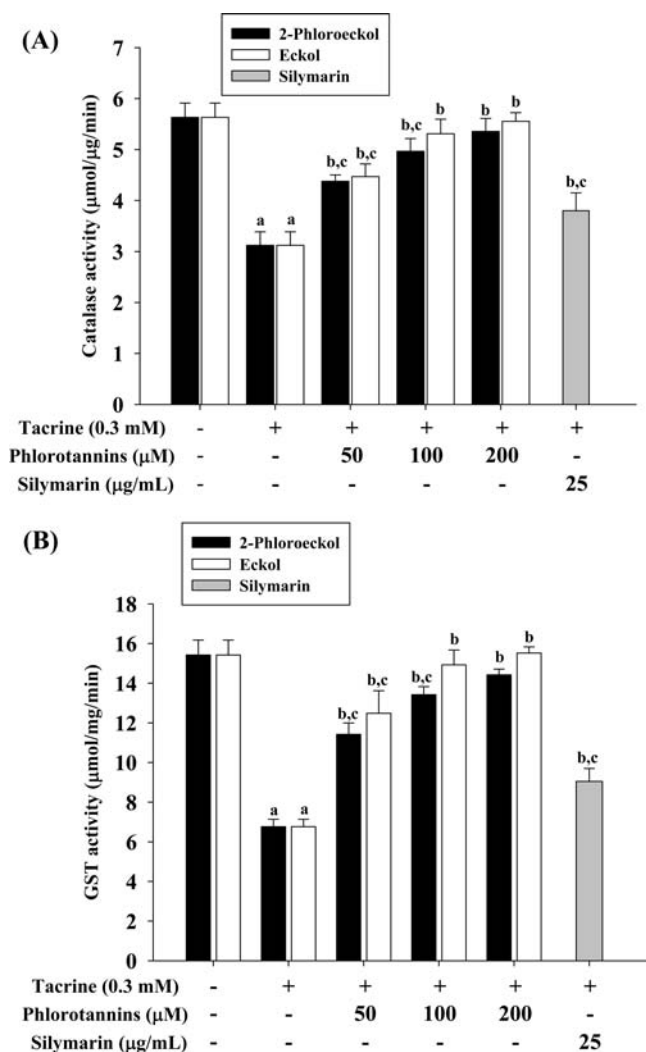 (A)
2-Phloroeckol
Eckol
Silymarin
Catalase activity (μmol/μg/min)
7
6
5
4
3
2
1
0
a a b,c b,c b,c b b b b,c
Tacrine (0.3 mM) - + + + + +
Phlorotannins (μM) - - 50 100 200 -
Silymarin (μg/mL) - - - - - 25
(B)
2-Phloroeckol
Eckol
Silymarin
GST activity (μmol/mg/min)
18
16
14
12
10
8
6
4
2
0
a a b,c b,c b,c b b b b,c
Tacrine (0.3 mM) - + + + + +
Phlorotannins (μM) - - 50 100 200 -
Silymarin (μg/mL) - - - - - 25